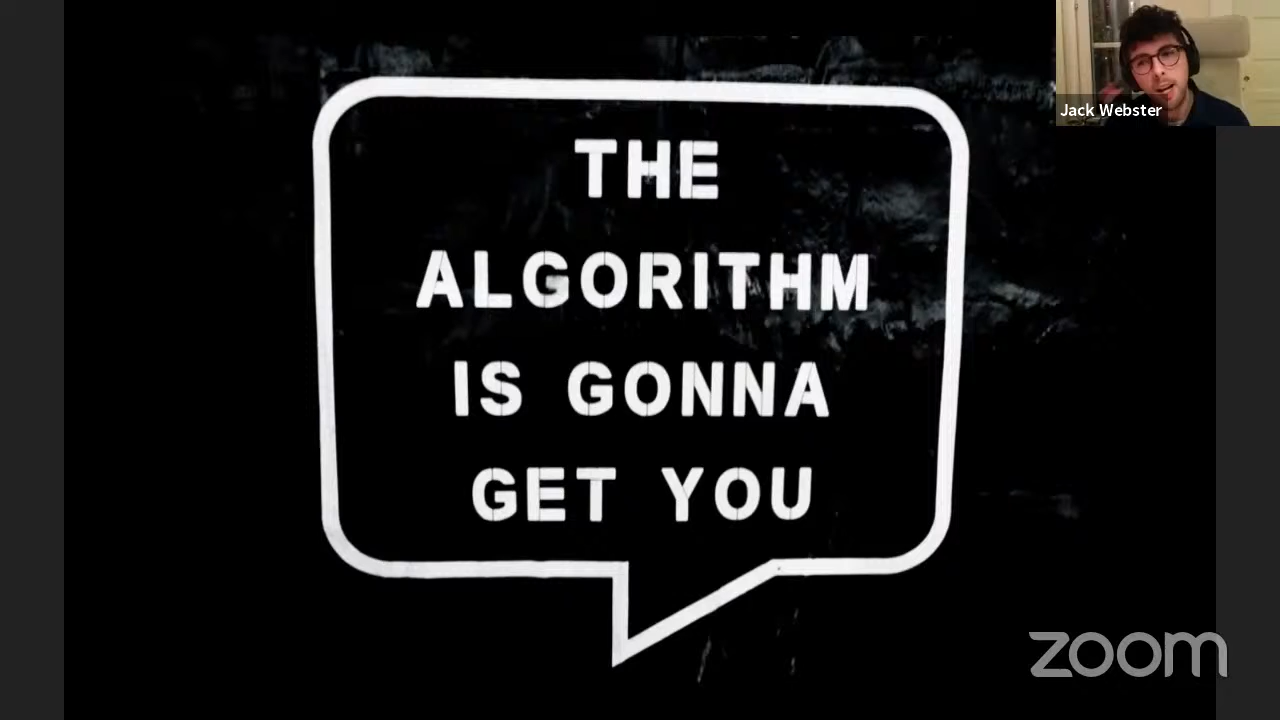 Jack Webster
THE
ALGORITHM
IS GONNA
GET YOU
zoom